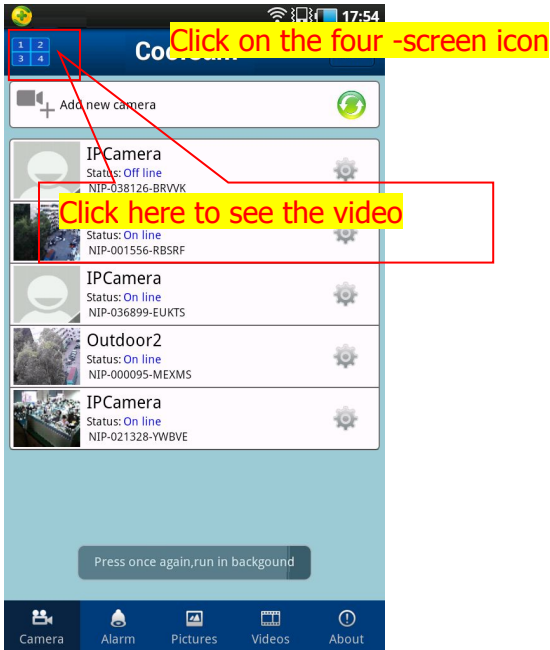 17:54
Click on the four -screen icon
1 2
3 4
Add new camera
IPCamera
Status: Off line
NIP-038126-BRVVK
Click here to see the video
Status: On line
NIP-001556-RBSRF
IPCamera
Status: On line
NIP-036899-EUKTS
Outdoor2
Status: On line
NIP-000095-MEXMS
IPCamera
Status: On line
NIP-021328-YWBVE
Press once again,run in backgound
Camera Alarm Pictures Videos About